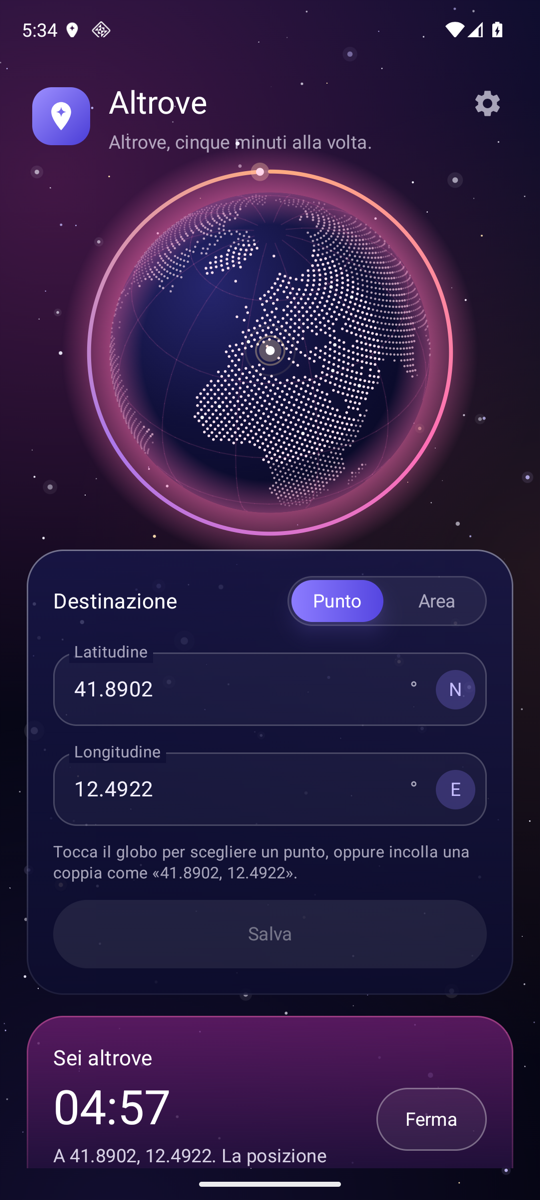 5:34
Altrove
Altrove, cinque minuti alla volta.
Destinazione
Punto
Area
Latitudine
41.8902
°
N
Longitudine
12.4922
°
E
Tocca il globo per scegliere un punto, oppure incolla una
coppia come «41.8902, 12.4922».
Salva
Sei altrove
04:57
Ferma
A 41.8902, 12.4922. La posizione